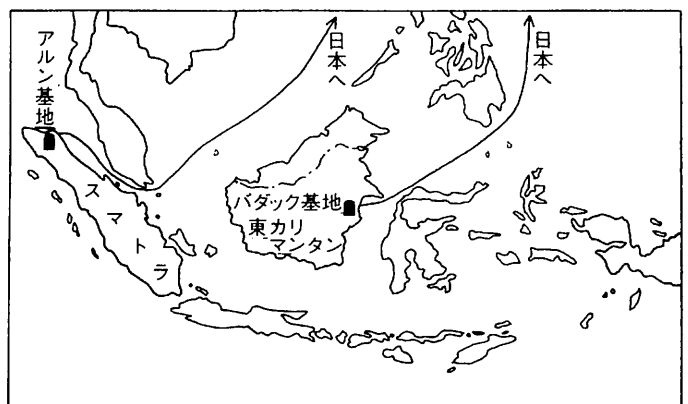 アルン基地
日本へ
日本へ
スマトラ
バダック基地
東カリ
マンタン